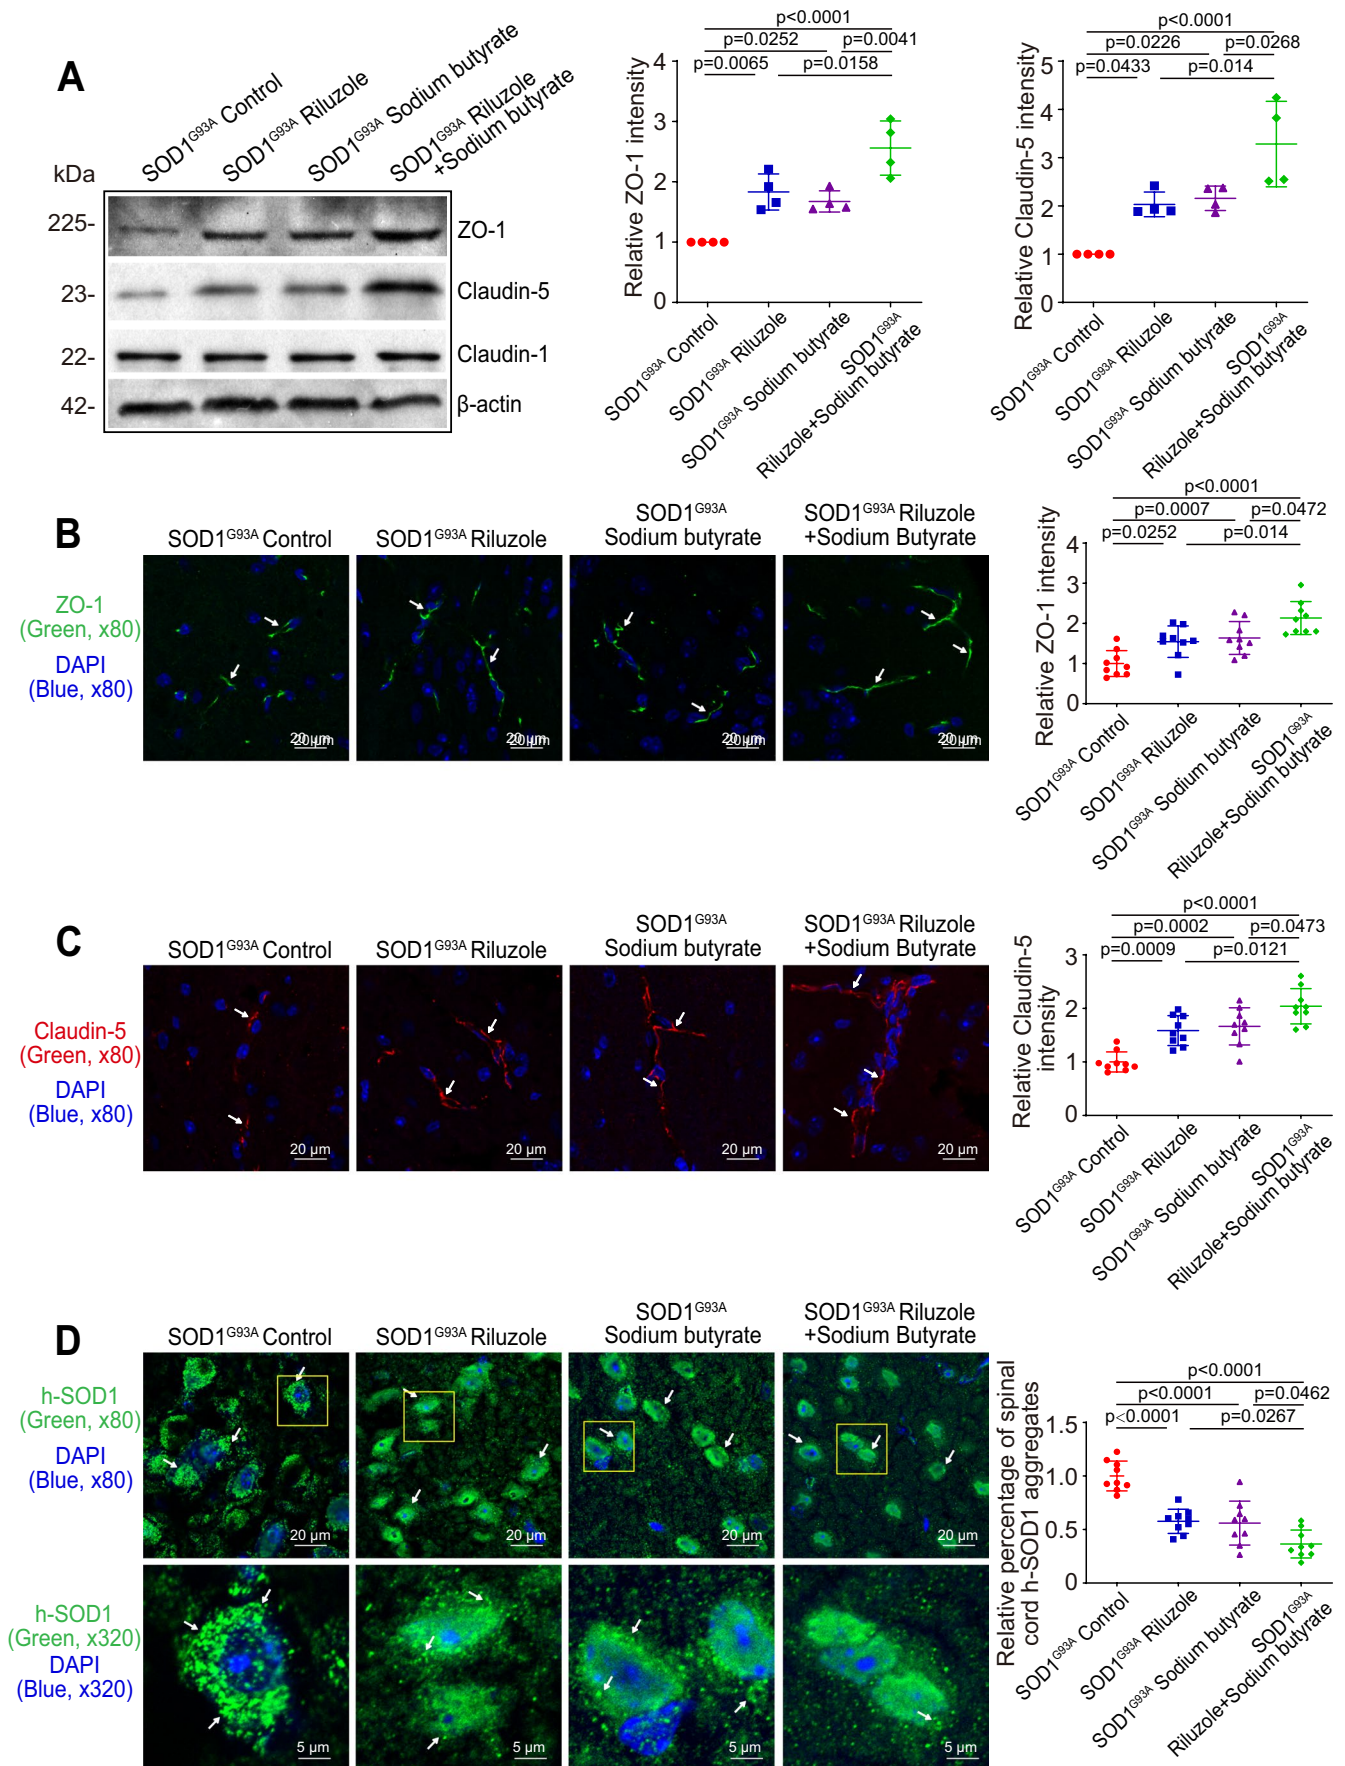 A
SOD1G93A Control
SOD1G93A Riluzole
SOD1G93A Sodium butyrate
SOD1G93A Riluzole
+Sodium butyrate
kDa
225-
ZO-1
23-
Claudin-5
22-
Claudin-1
42-
β-actin
p<0.0001
p=0.0252
p=0.0041
p=0.0065
p=0.0158
Relative ZO-1 intensity
4
3
2
1
0
SOD1G93A Control
SOD1G93A Riluzole
SOD1G93A Sodium butyrate
SOD1G93A
Riluzole+Sodium butyrate
p<0.0001
p=0.0226
p=0.0268
p=0.0433
p=0.014
Relative Claudin-5 intensity
5
4
3
2
1
0
SOD1G93A Control
SOD1G93A Riluzole
SOD1G93A Sodium butyrate
SOD1G93A
Riluzole+Sodium butyrate
B
SOD1G93A Control
SOD1G93A Riluzole
SOD1G93A
Sodium butyrate
SOD1G93A Riluzole
+Sodium Butyrate
ZO-1
(Green, x80)
DAPI
(Blue, x80)
20 μm
20 μm
20 μm
20 μm
p<0.0001
p=0.0007
p=0.0472
p=0.0252
p=0.014
Relative ZO-1 intensity
4
3
2
1
0
SOD1G93A Control
SOD1G93A Riluzole
SOD1G93A Sodium butyrate
SOD1G93A
Riluzole+Sodium butyrate
C
SOD1G93A Control
SOD1G93A Riluzole
SOD1G93A
Sodium butyrate
SOD1G93A Riluzole
+Sodium Butyrate
Claudin-5
(Green, x80)
DAPI
(Blue, x80)
20 μm
20 μm
20 μm
20 μm
p<0.0001
p=0.0002
p=0.0473
p=0.0009
p=0.0121
Relative Claudin-5
intensity
3
2
1
0
SOD1G93A Control
SOD1G93A Riluzole
SOD1G93A Sodium butyrate
SOD1G93A
Riluzole+Sodium butyrate
D
SOD1G93A Control
SOD1G93A Riluzole
SOD1G93A
Sodium butyrate
SOD1G93A Riluzole
+Sodium Butyrate
h-SOD1
(Green, x80)
DAPI
(Blue, x80)
20 μm
20 μm
20 μm
20 μm
h-SOD1
(Green, x320)
DAPI
(Blue, x320)
5 μm
5 μm
5 μm
5 μm
p<0.0001
p<0.0001
p=0.0462
p<0.0001
p=0.0267
Relative percentage of spinal
cord h-SOD1 aggregates
1.5
1.0
0.5
0
SOD1G93A Control
SOD1G93A Riluzole
SOD1G93A Sodium butyrate
SOD1G93A
Riluzole+Sodium butyrate